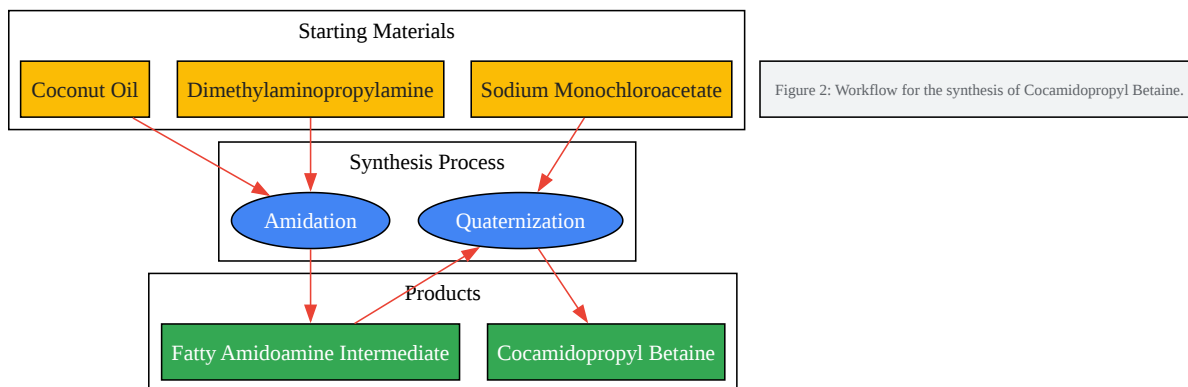 Starting Materials
Coconut Oil
Dimethylaminopropylamine
Sodium Monochloroacetate
Figure 2: Workflow for the synthesis of Cocamidopropyl Betaine.
Synthesis Process
Amidation
Quaternization
Products
Fatty Amidoamine Intermediate
Cocamidopropyl Betaine